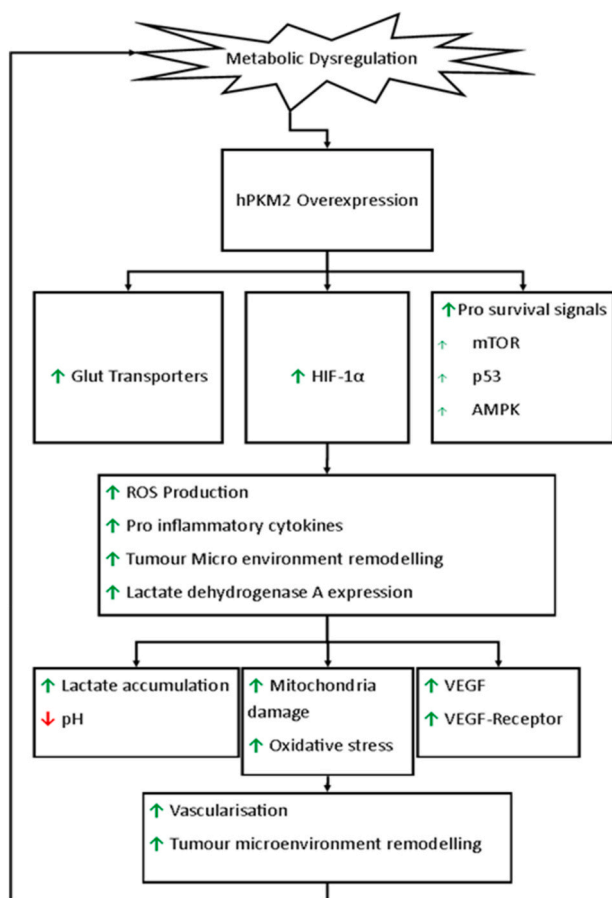 Metabolic Dysregulation
hPKM2 Overexpression
↑ Glut Transporters
↑ HIF-1α
↑ Pro survival signals
↑ mTOR
↑ p53
↑ AMPK
↑ ROS Production
↑ Pro inflammatory cytokines
↑ Tumour Micro environment remodelling
↑ Lactate dehydrogenase A expression
↑ Lactate accumulation
↓ pH
↑ Mitochondria
damage
↑ Oxidative stress
↑ VEGF
↑ VEGF-Receptor
↑ Vascularisation
↑ Tumour microenvironment remodelling